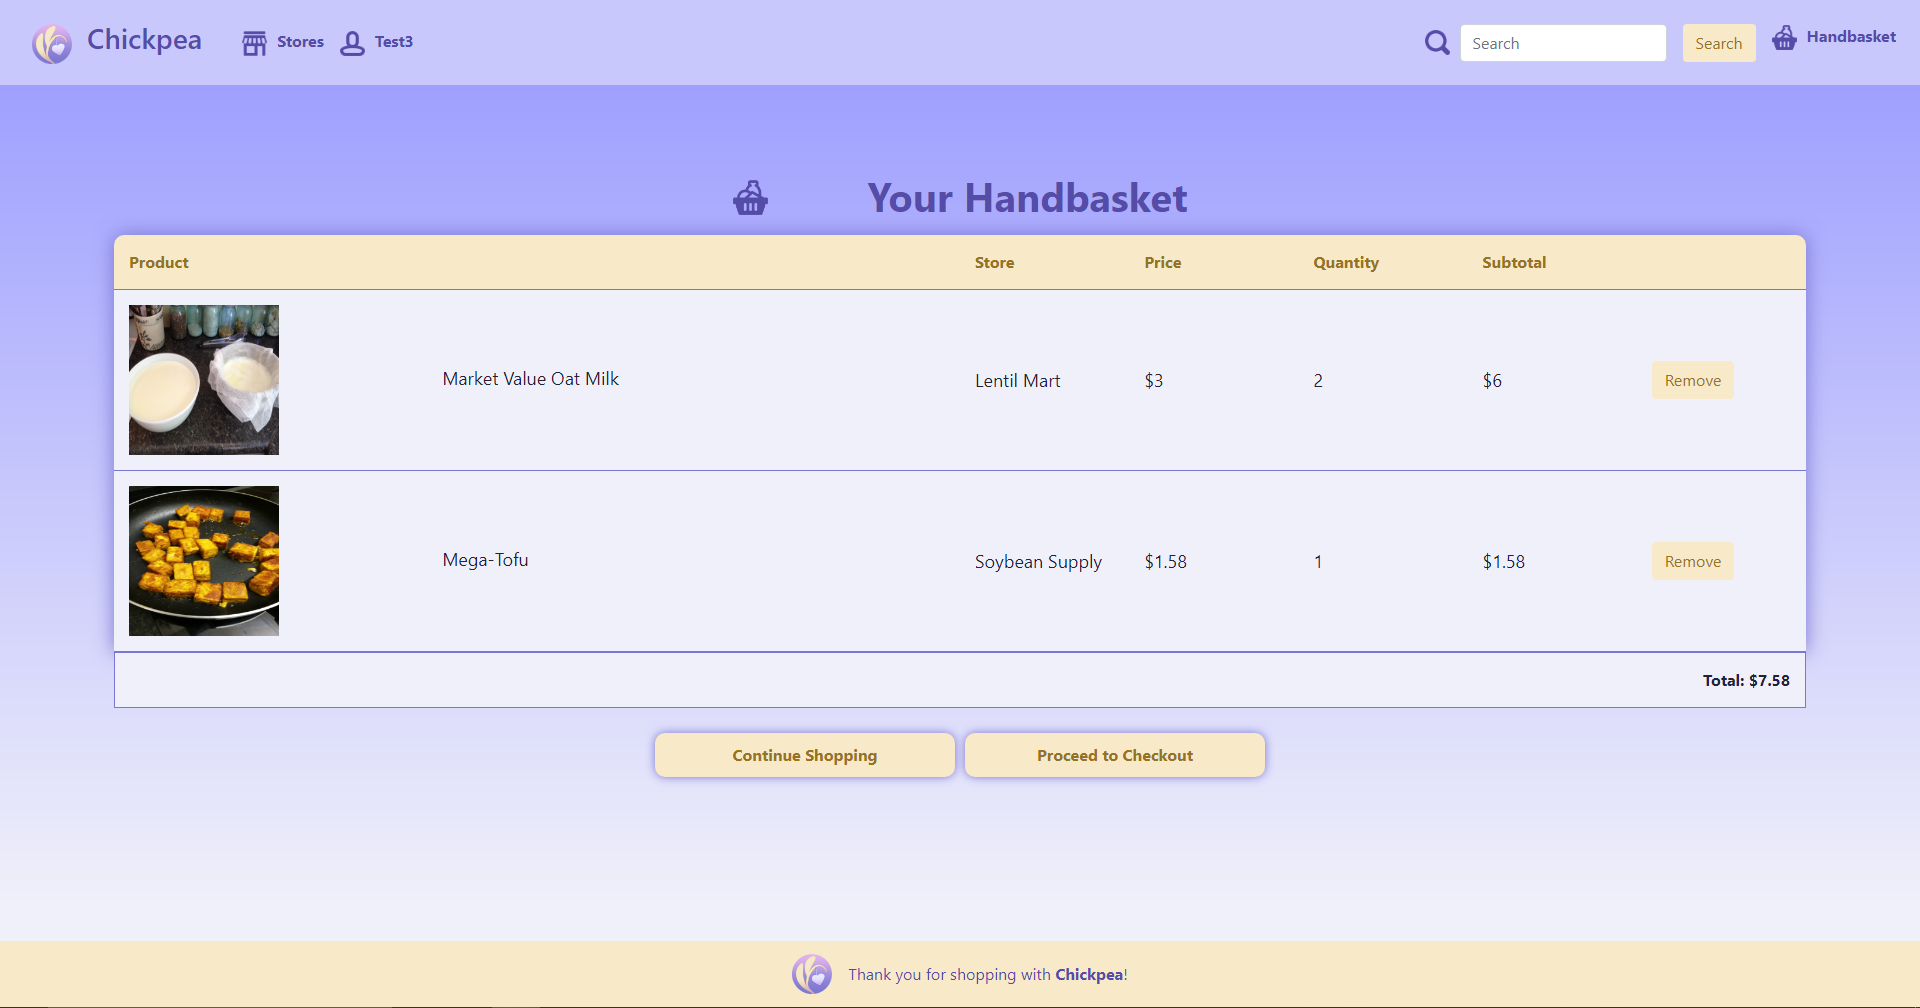 Chickpea Stores Test3 Search Search Handbasket
Your Handbasket
Product Store Price Quantity Subtotal
Market Value Oat Milk Lentil Mart $3 2 $6 Remove
Mega-Tofu Soybean Supply $1.58 1 $1.58 Remove
Total: $7.58
Continue Shopping Proceed to Checkout
Thank you for shopping with Chickpea!